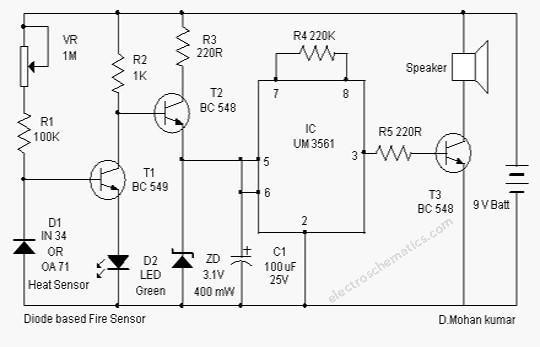 VR
1M
R1
100K
R2
1K
R3
220R
T2
BC 548
T1
BC 549
D1
IN 34
OR
OA 71
Heat Sensor
D2
LED
Green
ZD
3.1V
400 mW
C1
100 uF
25V
R4 220K
7
8
IC
UM 3561
5
6
3
2
R5 220R
Speaker
T3
BC 548
9 V Batt
+
electroschematics.com
Diode based Fire Sensor
D.Mohan kumar